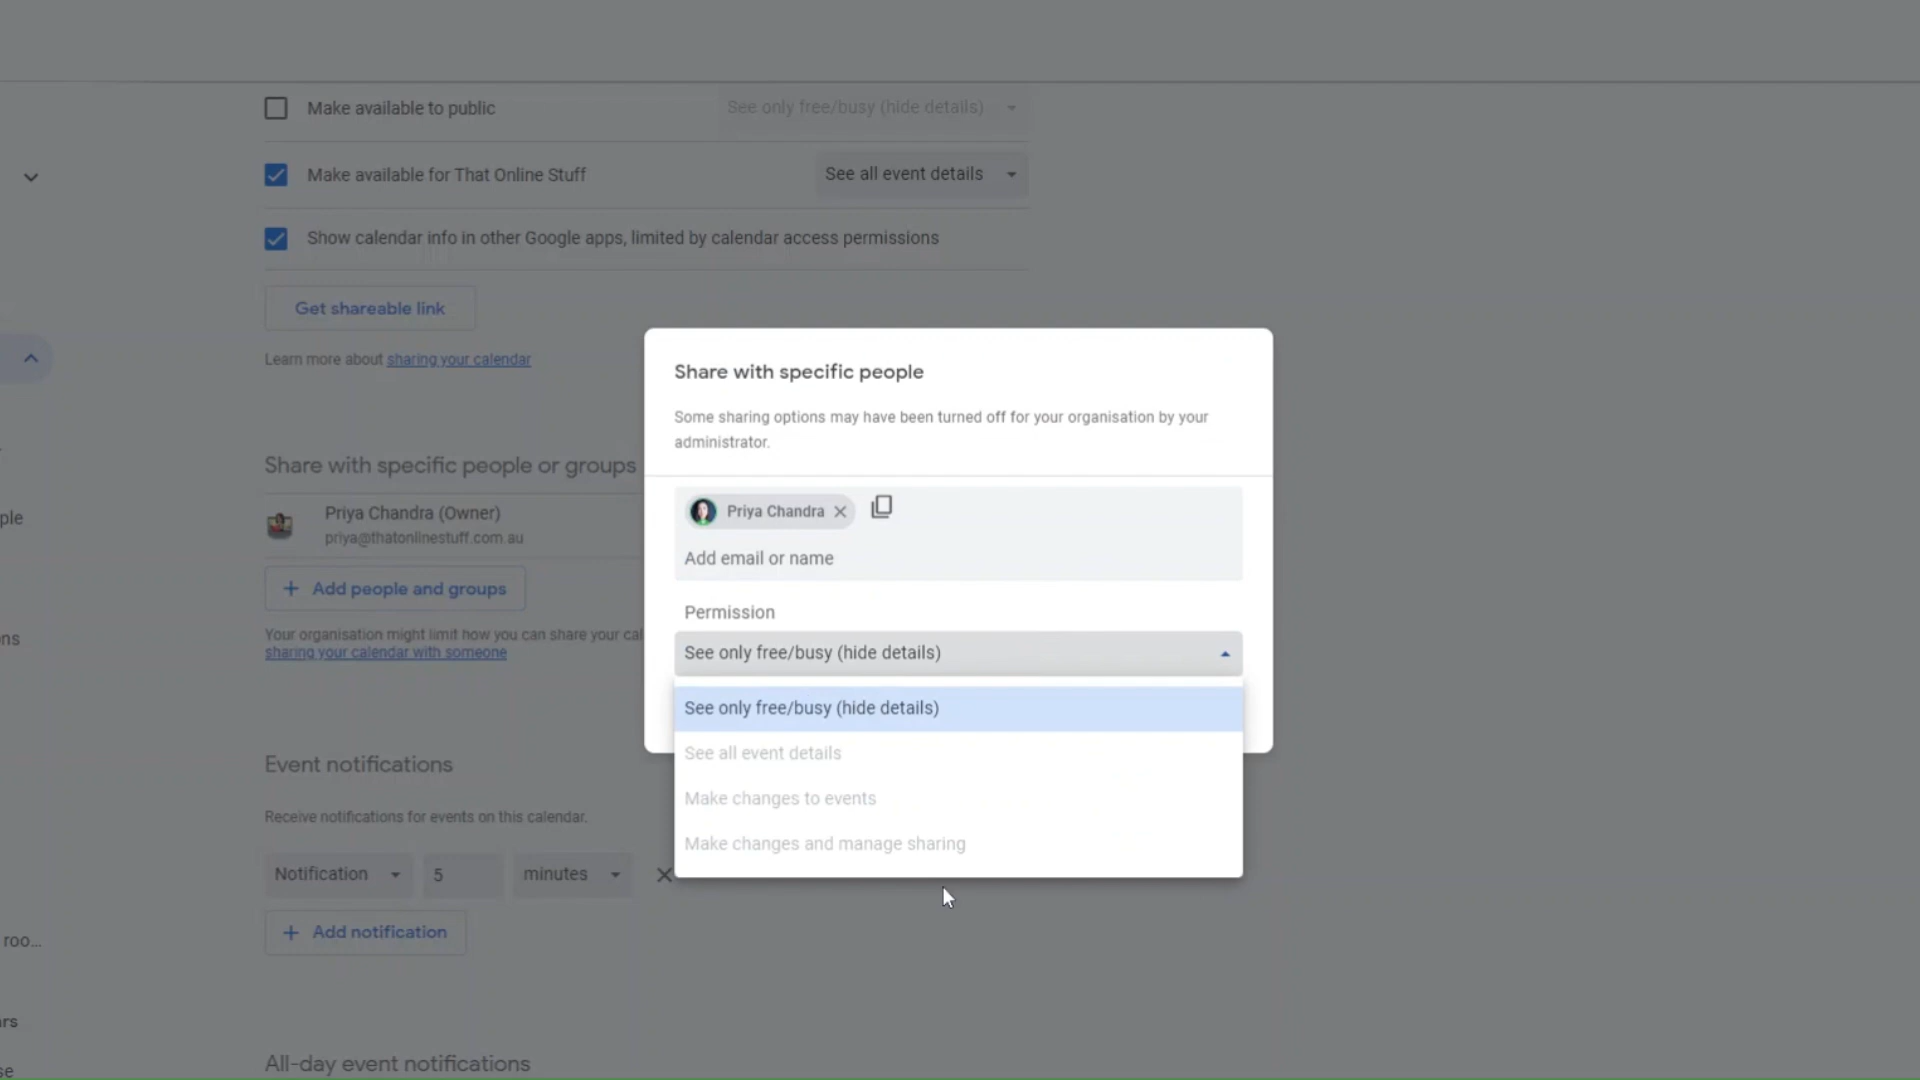 Make available to public
See only free/busy (hide details)
Make available for That Online Stuff
See all event details
Show calendar info in other Google apps, limited by calendar access permissions
Get shareable link
Learn more about sharing your calendar
Share with specific people or groups
Priya Chandra (Owner)
priya@thatonlinestuff.com.au
Add people and groups
Your organisation might limit how you can share your cal
sharing your calendar with someone
Event notifications
Receive notifications for events on this calendar.
Notification
5
minutes
Add notification
All-day event notifications
ple
ns
roo...
rs
se
Share with specific people
Some sharing options may have been turned off for your organisation by your
administrator.
Priya Chandra
Add email or name
Permission
See only free/busy (hide details)
See only free/busy (hide details)
See all event details
Make changes to events
Make changes and manage sharing